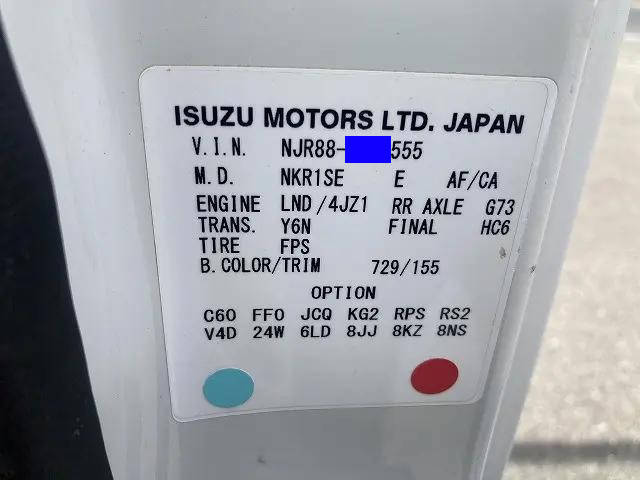 ISUZU MOTORS LTD. JAPAN
V.I.N. NJR88-555
M.D. NKR1SE E AF/CA
ENGINE LND/4JZ1 RR AXLE G73
TRANS. Y6N FINAL HC6
TIRE FPS
B.COLOR/TRIM 729/155
OPTION
C60 FF0 JCQ KG2 RPS RS2
V4D 24W 6LD 8JJ 8KZ 8NS